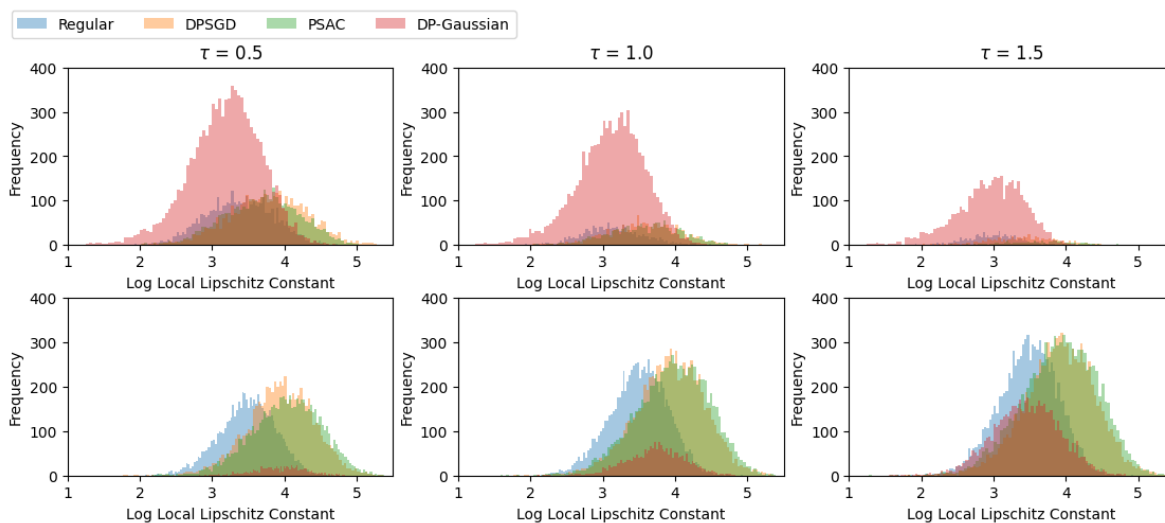 Regular DPSGD PSAC DP-Gaussian
τ = 0.5 τ = 1.0 τ = 1.5
Frequency
400
300
200
100
0
1 2 3 4 5
Log Local Lipschitz Constant
Frequency
400
300
200
100
0
1 2 3 4 5
Log Local Lipschitz Constant
Frequency
400
300
200
100
0
1 2 3 4 5
Log Local Lipschitz Constant
Frequency
400
300
200
100
0
1 2 3 4 5
Log Local Lipschitz Constant
Frequency
400
300
200
100
0
1 2 3 4 5
Log Local Lipschitz Constant
Frequency
400
300
200
100
0
1 2 3 4 5
Log Local Lipschitz Constant